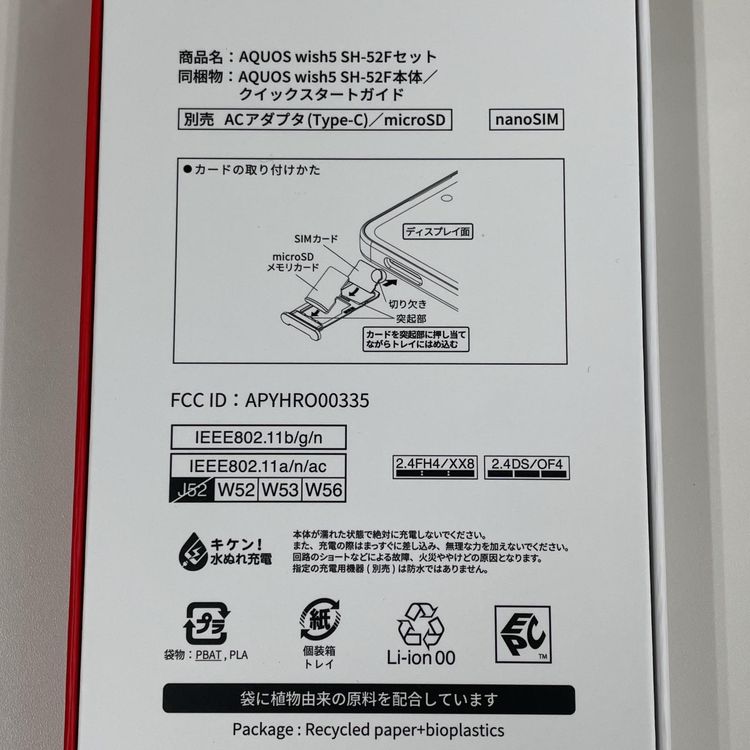 商品名：AQUOS wish5 SH-52Fセット
同梱物：AQUOS wish5 SH-52F本体／
クイックスタートガイド
別売 ACアダプタ(Type-C)／microSD
nanoSIM
●カードの取り付けかた
ディスプレイ面
SIMカード
microSD
メモリカード
切り欠き
突起部
カードを突起部に押し当て
ながらトレイにはめ込む
FCC ID：APYHRO00335
IEEE802.11b/g/n
IEEE802.11a/n/ac
J52 W52 W53 W56
2.4FH4/XX8
2.4DS/OF4
キケン!
水ぬれ充電
本体が濡れた状態で絶対に充電しないでください。
また、充電の際はまっすぐに差し込み、無理な力を加えないでください。
回路のショートなどによる故障、火災ややけどの原因となります。
指定の充電用機器(別売)は防水ではありません。
プラ
袋物：PBAT, PLA
紙
個装箱
トレイ
Li-ion 00
EPC
TM
袋に植物由来の原料を配合しています
Package : Recycled paper+bioplastics